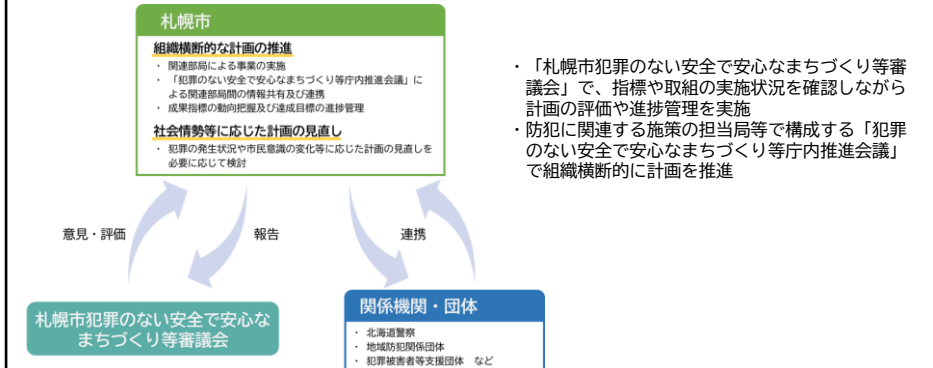 札幌市
組織横断的な計画の推進
・ 関連部局による事業の実施
・ 「犯罪のない安全で安心なまちづくり等庁内推進会議」に
よる関連部局間の情報共有及び連携
・ 成果指標の動向把握及び達成目標の進捗管理
社会情勢等に応じた計画の見直し
・ 犯罪の発生状況や市民意識の変化等に応じた計画の見直しを
必要に応じて検討
意見・評価
報告
連携
札幌市犯罪のない安全で安心な
まちづくり等審議会
関係機関・団体
・ 北海道警察
・ 地域防犯関係団体
・ 犯罪被害者等支援団体 など
・「札幌市犯罪のない安全で安心なまちづくり等審
議会」で、指標や取組の実施状況を確認しながら
計画の評価や進捗管理を実施
・防犯に関連する施策の担当局等で構成する「犯罪
のない安全で安心なまちづくり等庁内推進会議」
で組織横断的に計画を推進